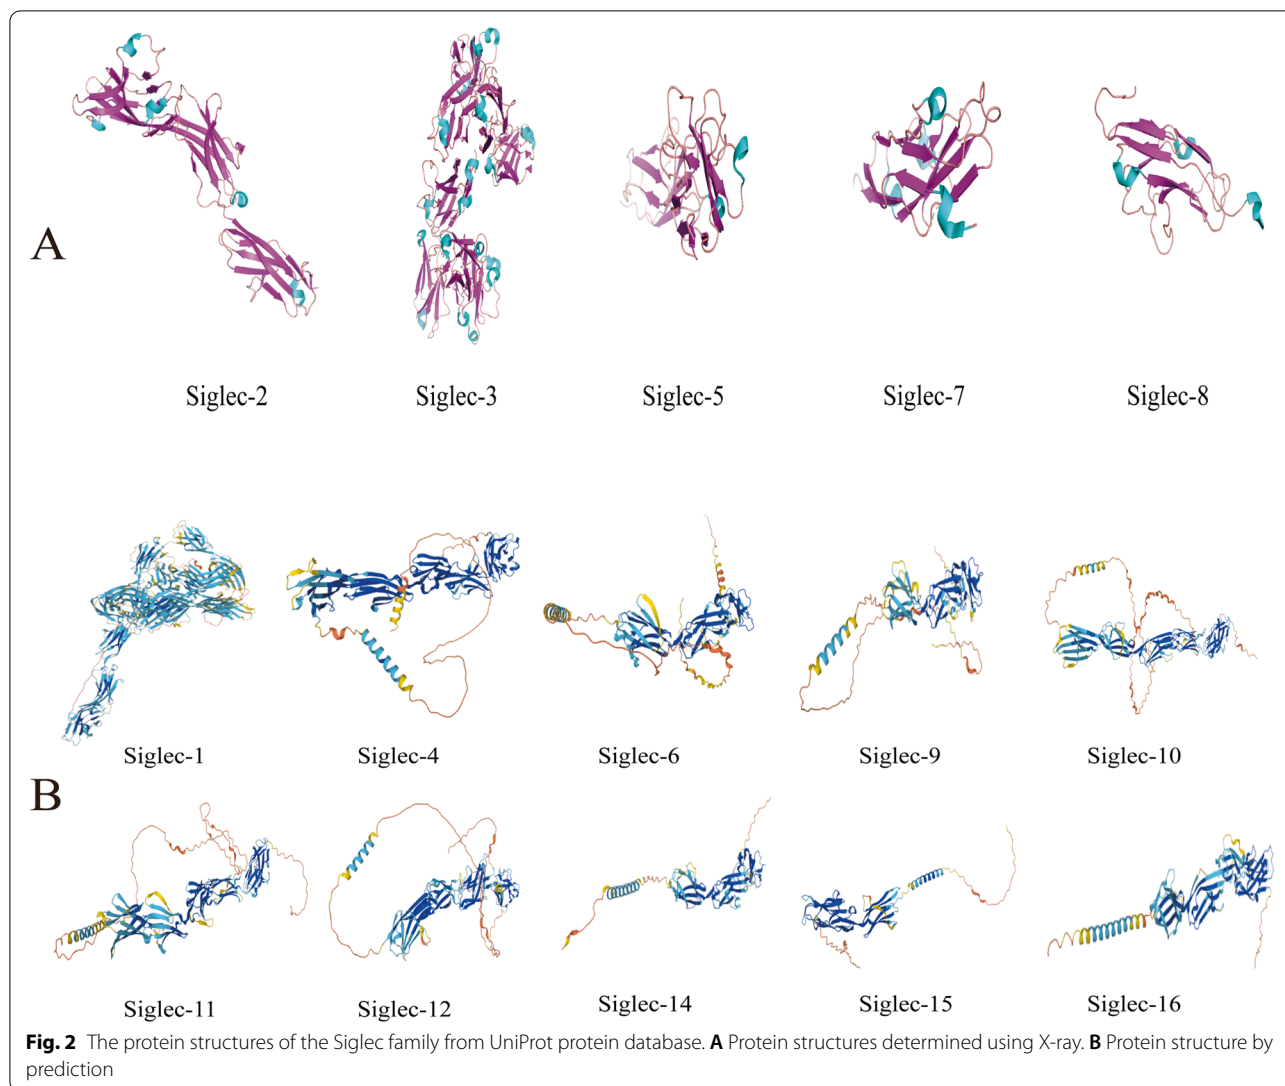 A
Siglec-2 Siglec-3 Siglec-5 Siglec-7 Siglec-8
Siglec-1 Siglec-4 Siglec-6 Siglec-9 Siglec-10
B
Siglec-11 Siglec-12 Siglec-14 Siglec-15 Siglec-16
Fig. 2 The protein structures of the Siglec family from UniProt protein database. A Protein structures determined using X-ray. B Protein structure by
prediction